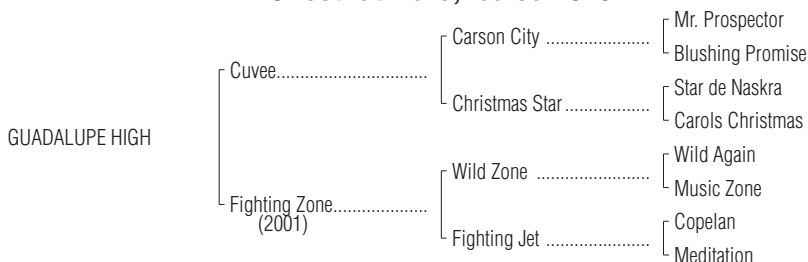 Mr. Prospector
Carson City ......................
Blushing Promise
Cuvee................................
Star de Naskra
Christmas Star..................
Carols Christmas
GUADALUPE HIGH
Wild Again
Wild Zone ........................
Music Zone
Fighting Zone....................
(2001)
Copelan
Fighting Jet ......................
Meditation